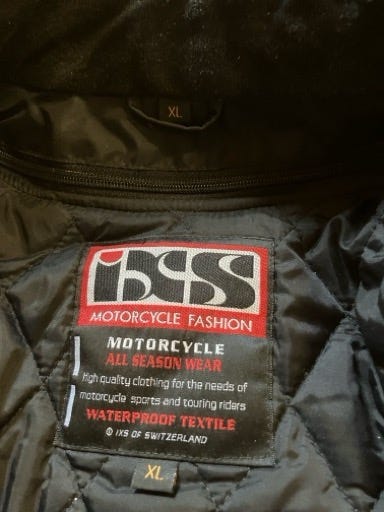 XL
iXSS
MOTORCYCLE FASHION
MOTORCYCLE
ALL SEASON WEAR
High quality clothing for the needs of
motorcycle sports and touring riders
WATERPROOF TEXTILE
© IXS OF SWITZERLAND
XL